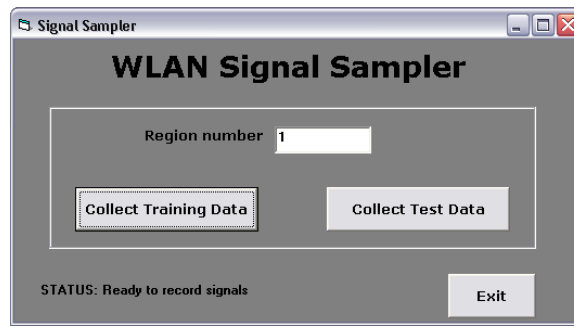 Signal Sampler
WLAN Signal Sampler
Region number 1
Collect Training Data Collect Test Data
STATUS: Ready to record signals
Exit